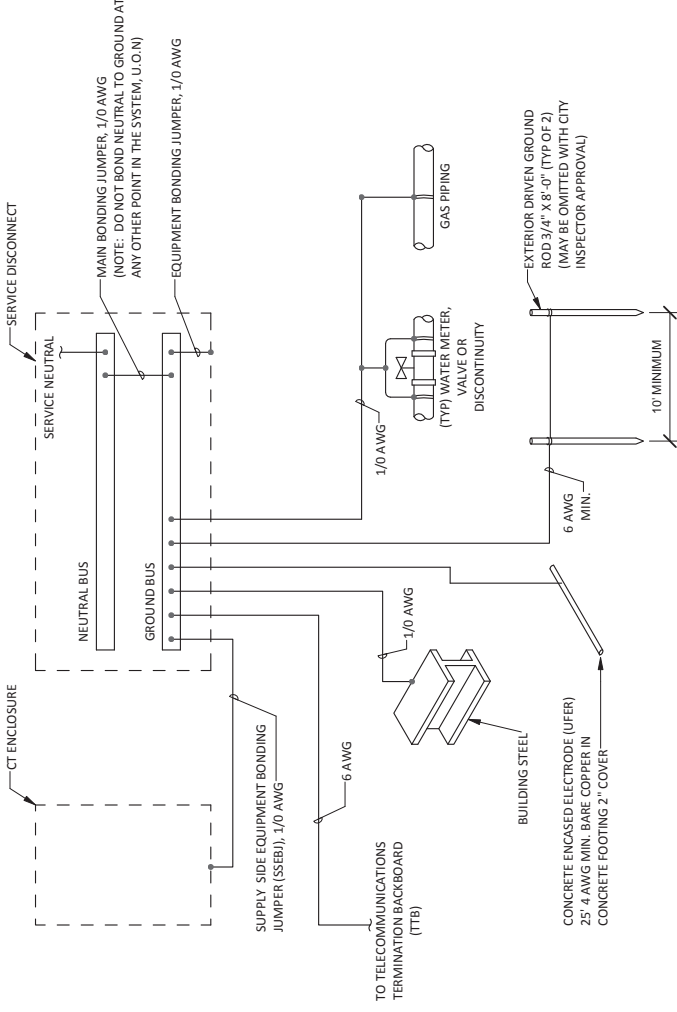 CT ENCLOSURE
SERVICE DISCONNECT
SERVICE NEUTRAL
NEUTRAL BUS
GROUND BUS
MAIN BONDING JUMPER, 1/0 AWG
(NOTE: DO NOT BOND NEUTRAL TO GROUND AT
ANY OTHER POINT IN THE SYSTEM, U.O.N)
EQUIPMENT BONDING JUMPER, 1/0 AWG
SUPPLY SIDE EQUIPMENT BONDING
JUMPER (SSEBJ), 1/0 AWG
6 AWG
TO TELECOMMUNICATIONS
TERMINATION BACKBOARD
(TTB)
1/0 AWG
BUILDING STEEL
CONCRETE ENCASED ELECTRODE (UFER)
25' 4 AWG MIN. BARE COPPER IN
CONCRETE FOOTING 2" COVER
1/0 AWG
(TYP) WATER METER,
VALVE OR
DISCONTINUITY
GAS PIPING
6 AWG
MIN.
EXTERIOR DRIVEN GROUND
ROD 3/4" X 8'-0" (TYP OF 2)
(MAY BE OMITTED WITH CITY
INSPECTOR APPROVAL)
10' MINIMUM